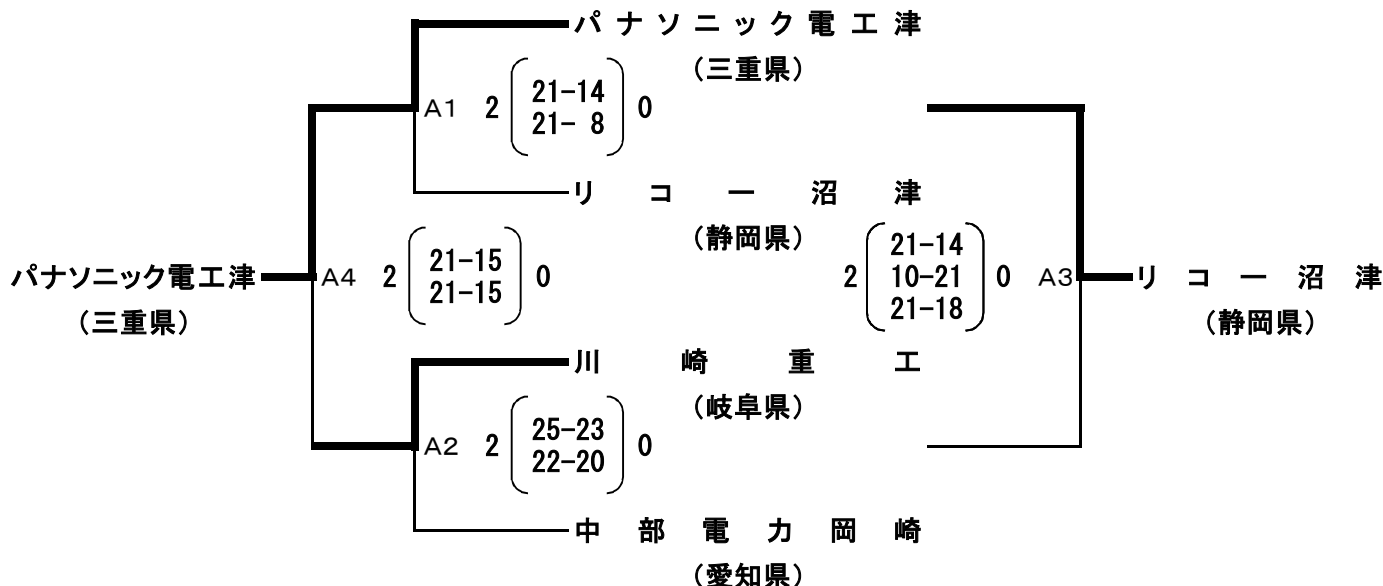 パナソニック電工津
（三重県）
A1 2 21-14 0
21- 8
リコー沼津
（静岡県）
パナソニック電工津
（三重県）
A4 2 21-15 0
21-15
2 21-14 0 A3
10-21
21-18
リコー沼津
（静岡県）
川崎重工
（岐阜県）
A2 2 25-23 0
22-20
中部電力岡崎
（愛知県）